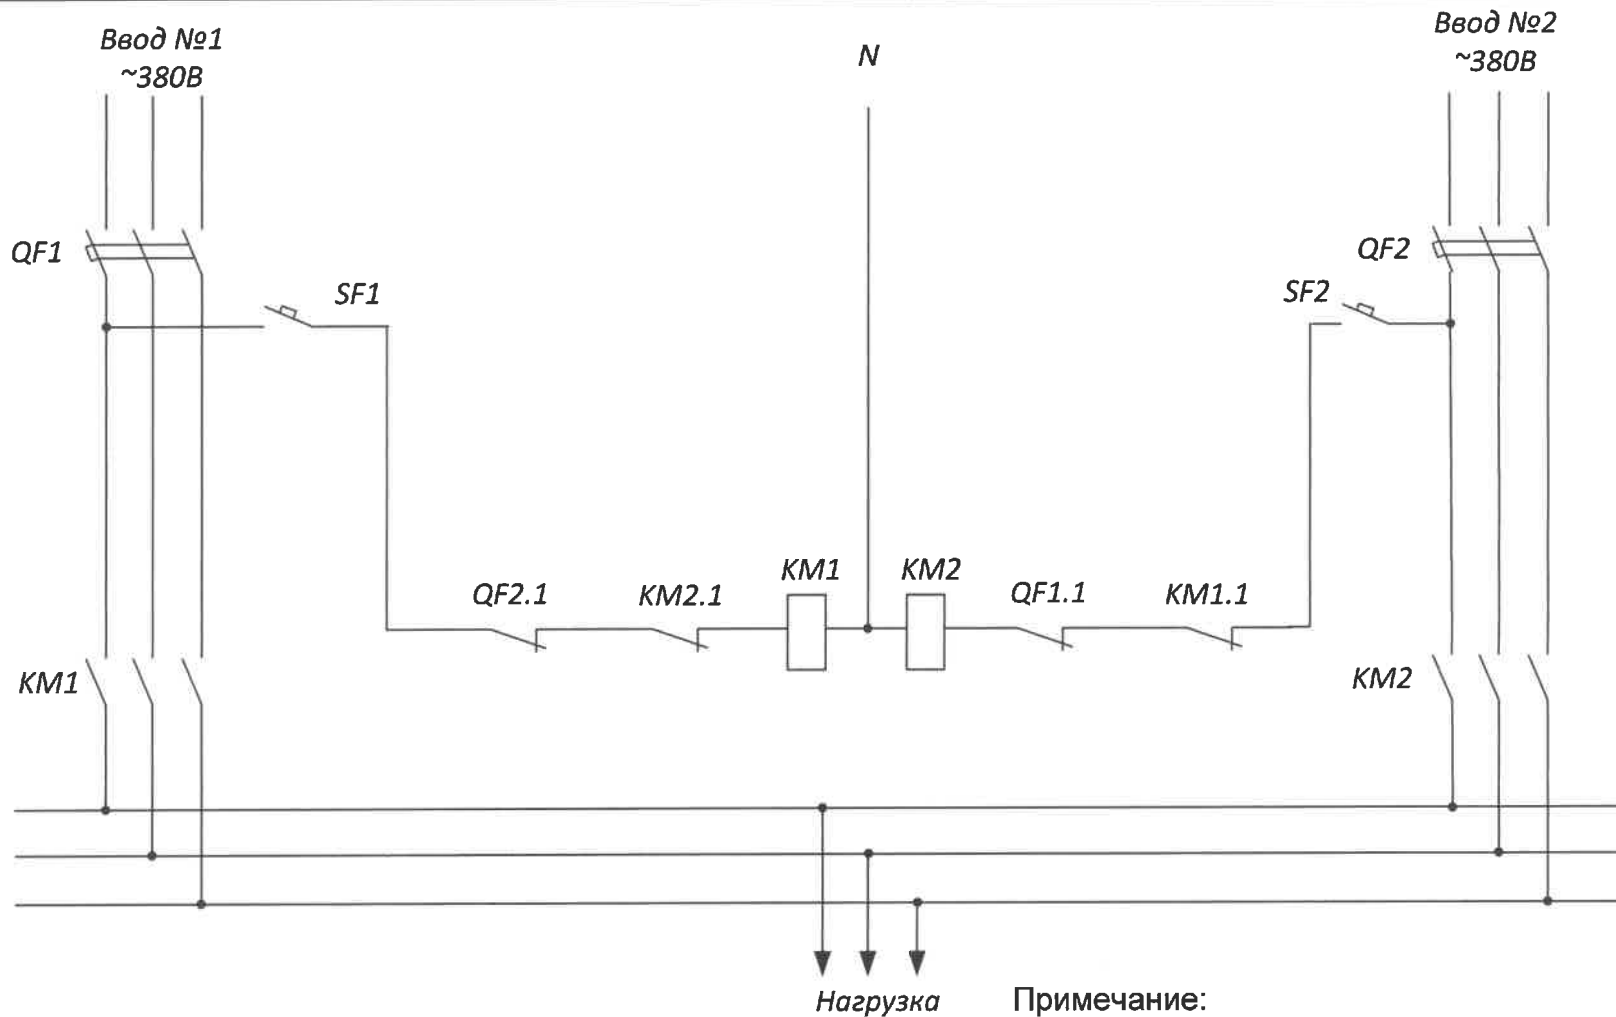 Ввод №1
~380В
N
Ввод №2
~380В
QF1
SF1
SF2
QF2
QF2.1
KM2.1
KM1
KM2
QF1.1
KM1.1
KM1
KM2
Нагрузка
Примечание: